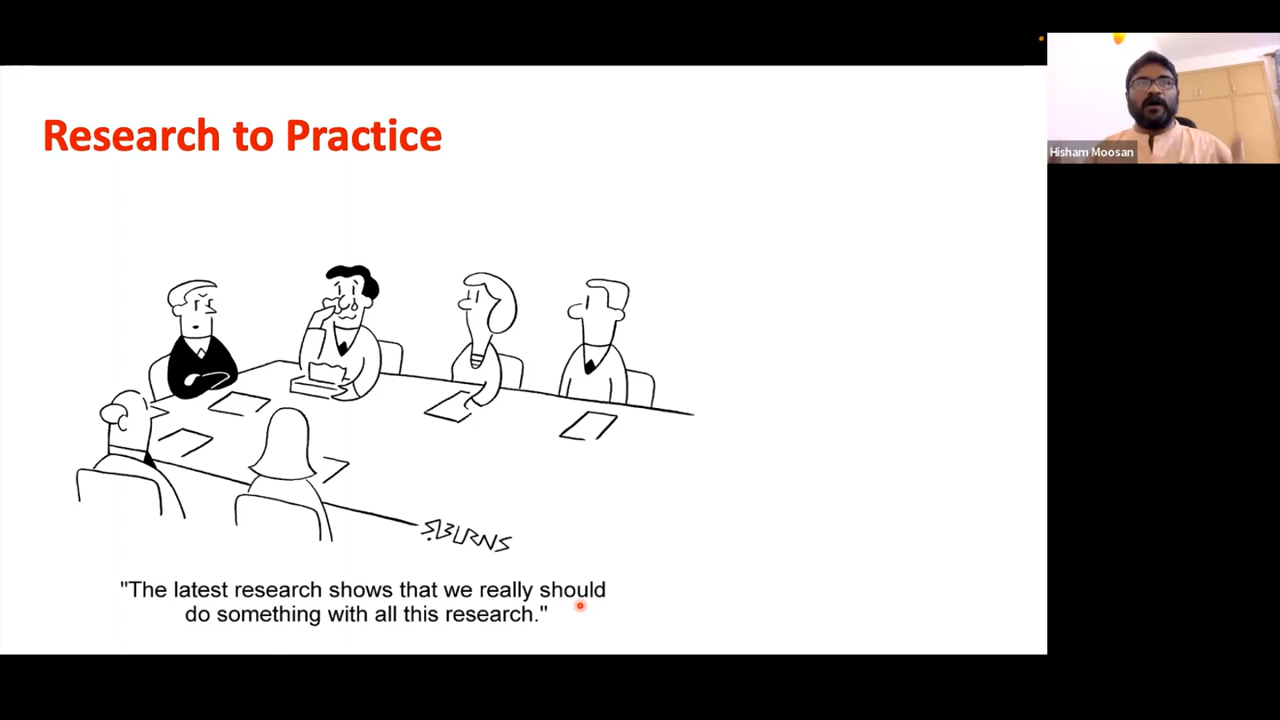 Research to Practice
Hisham Moosan
S.BURNS
"The latest research shows that we really should
do something with all this research."